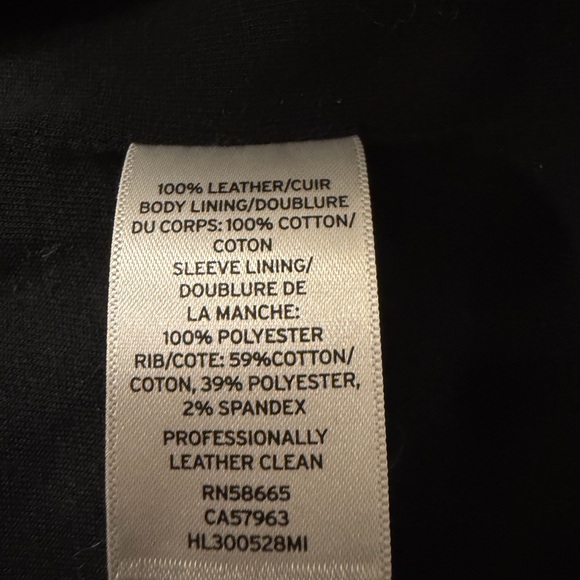 100% LEATHER/CUIR
BODY LINING/DOUBLURE
DU CORPS: 100% COTTON/
COTON
SLEEVE LINING/
DOUBLURE DE
LA MANCHE:
100% POLYESTER
RIB/COTE: 59%COTTON/
COTON, 39% POLYESTER,
2% SPANDEX
PROFESSIONALLY
LEATHER CLEAN
RN58665
CA57963
HL300528MI